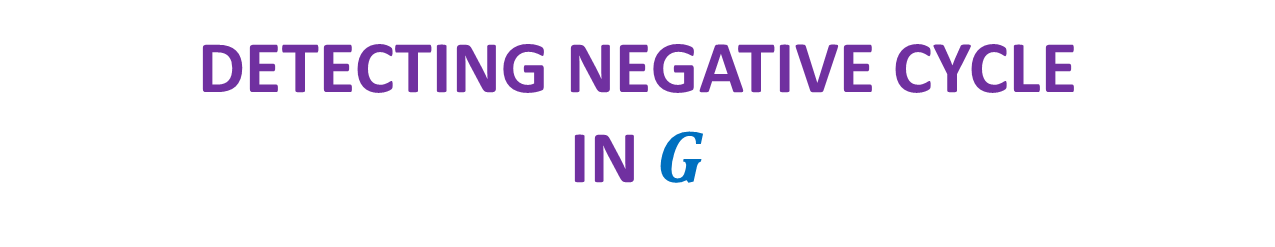 DETECTING NEGATIVE CYCLE
IN G